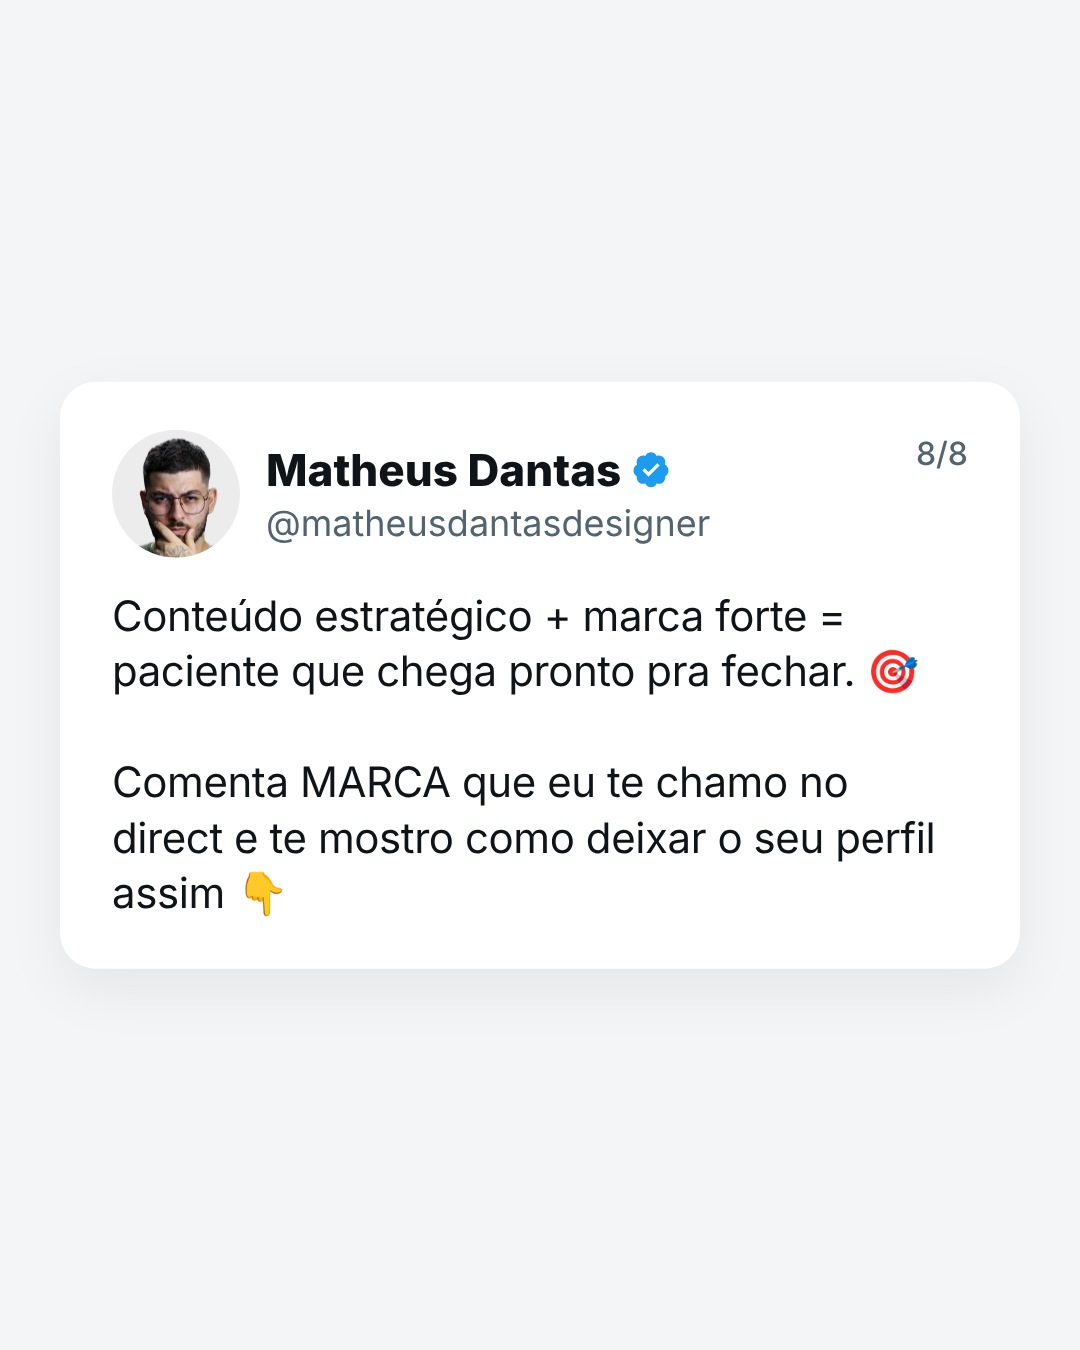 Matheus Dantas
8/8
@matheusdantasdesigner
Conteúdo estratégico + marca forte =
paciente que chega pronto pra fechar. 🎯
Comenta MARCA que eu te chamo no
direct e te mostro como deixar o seu perfil
assim 👇